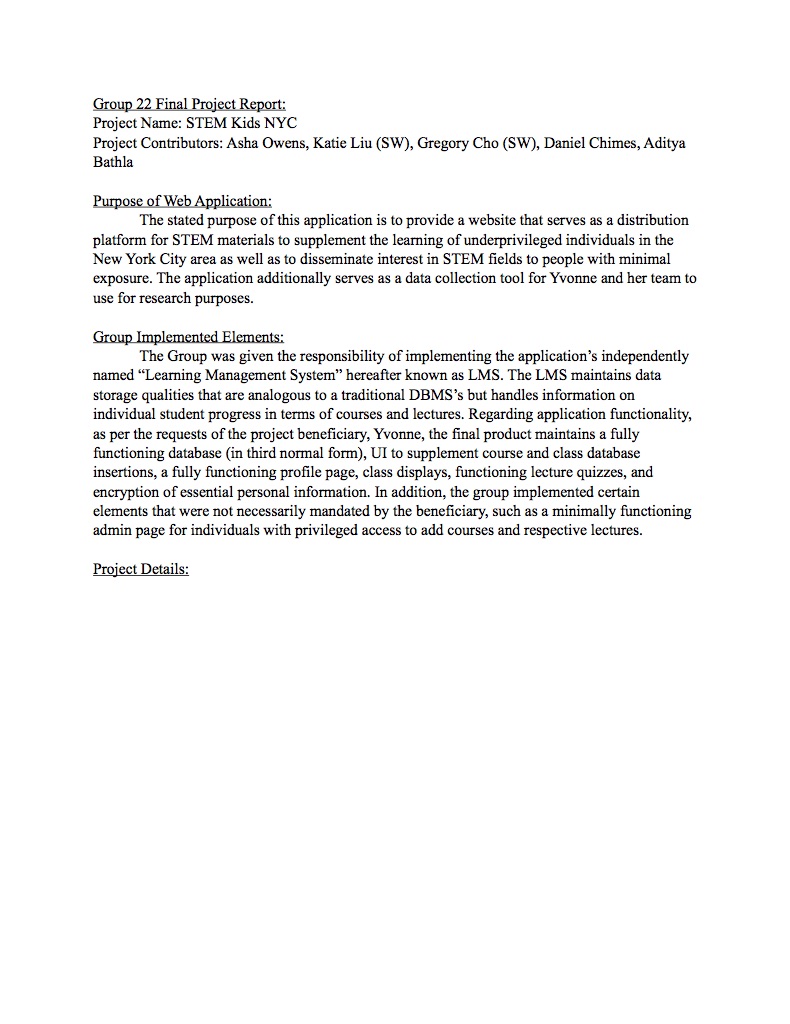 Group 22 Final Project Report:
Project Name: STEM Kids NYC
Project Contributors: Asha Owens, Katie Liu (SW), Gregory Cho (SW), Daniel Chimes, Aditya
Bathla
Purpose of Web Application:
The stated purpose of this application is to provide a website that serves as a distribution
platform for STEM materials to supplement the learning of underprivileged individuals in the
New York City area as well as to disseminate interest in STEM fields to people with minimal
exposure. The application additionally serves as a data collection tool for Yvonne and her team to
use for research purposes.
Group Implemented Elements:
The Group was given the responsibility of implementing the application’s independently
named “Learning Management System” hereafter known as LMS. The LMS maintains data
storage qualities that are analogous to a traditional DBMS’s but handles information on
individual student progress in terms of courses and lectures. Regarding application functionality,
as per the requests of the project beneficiary, Yvonne, the final product maintains a fully
functioning database (in third normal form), UI to supplement course and class database
insertions, a fully functioning profile page, class displays, functioning lecture quizzes, and
encryption of essential personal information. In addition, the group implemented certain
elements that were not necessarily mandated by the beneficiary, such as a minimally functioning
admin page for individuals with privileged access to add courses and respective lectures.
Project Details: